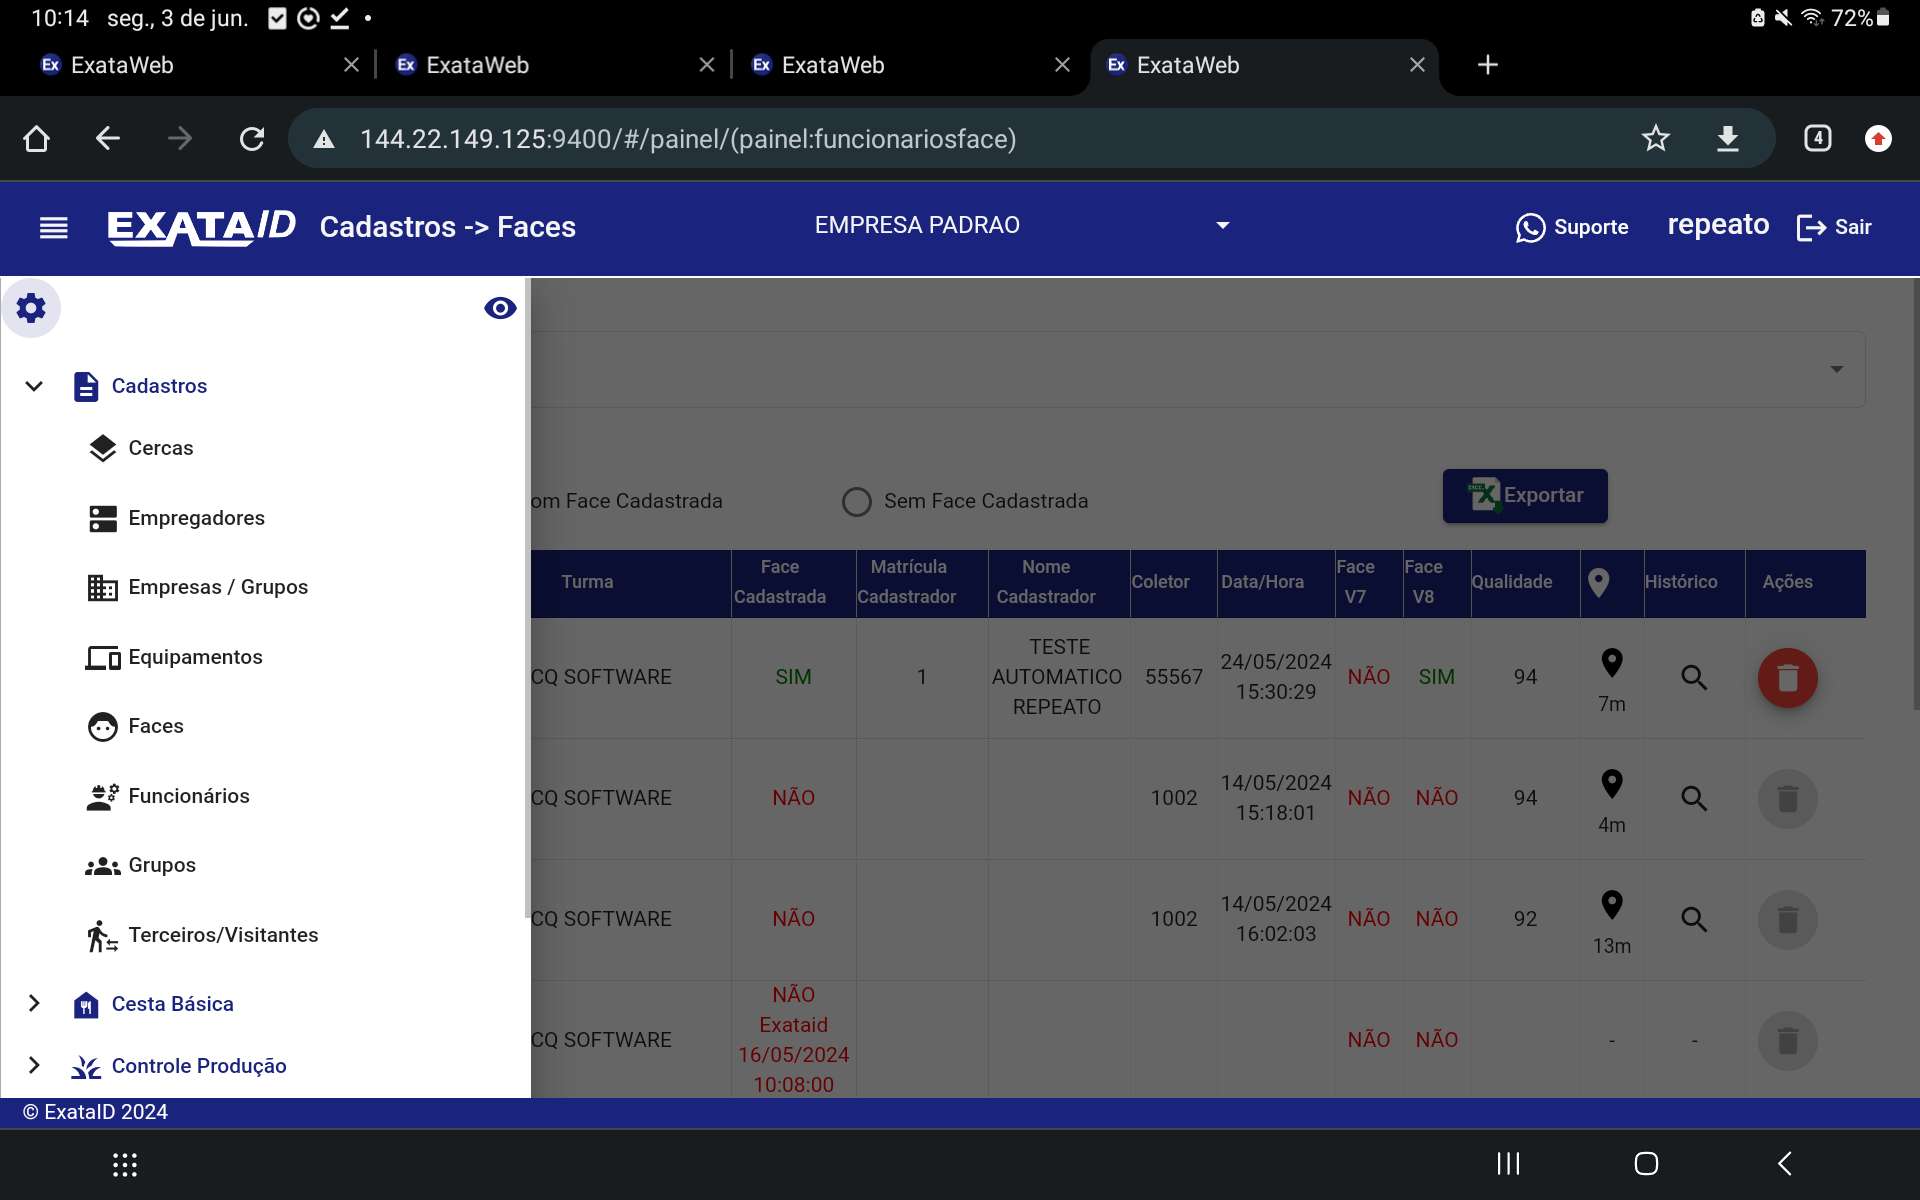 10:14 seg., 3 de jun. 72%
ExataWeb ExataWeb ExataWeb ExataWeb
144.22.149.125:9400/#/painel/(painel:funcionariosface) 4
EXATAID Cadastros -> Faces EMPRESA PADRAO Suporte repeato Sair
Cadastros
Cercas
Empregadores
Empresas / Grupos
Equipamentos
Faces
Funcionários
Grupos
Terceiros/Visitantes
Cesta Básica
Controle Produção
om Face Cadastrada Sem Face Cadastrada Exportar
Turma Face Cadastrada Matrícula Cadastrador Nome Cadastrador Coletor Data/Hora Face V7 Face V8 Qualidade Histórico Ações
CQ SOFTWARE SIM 1 TESTE AUTOMATICO REPEATO 55567 24/05/2024 15:30:29 NÃO SIM 94 7m
CQ SOFTWARE NÃO 1002 14/05/2024 15:18:01 NÃO NÃO 94 4m
CQ SOFTWARE NÃO 1002 14/05/2024 16:02:03 NÃO NÃO 92 13m
CQ SOFTWARE NÃO Exataid 16/05/2024 10:08:00 NÃO NÃO - -
© ExataID 2024